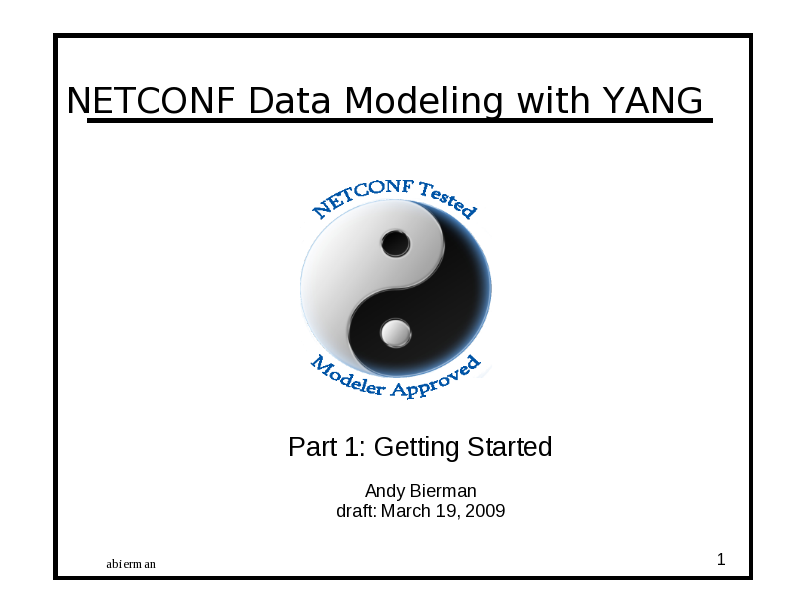 NETCONF Data Modeling with YANG
NETCONF Tested
Modeler Approved
Part 1: Getting Started
Andy Bierman
draft: March 19, 2009
abierman
1